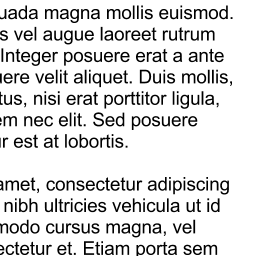 uada magna mollis euismod.
s vel augue laoreet rutrum
Integer posuere erat a ante
ere velit aliquet. Duis mollis,
tus, nisi erat porttitor ligula,
em nec elit. Sed posuere
r est at lobortis.
amet, consectetur adipiscing
nibh ultricies vehicula ut id
modo cursus magna, vel
ectetur et. Etiam porta sem